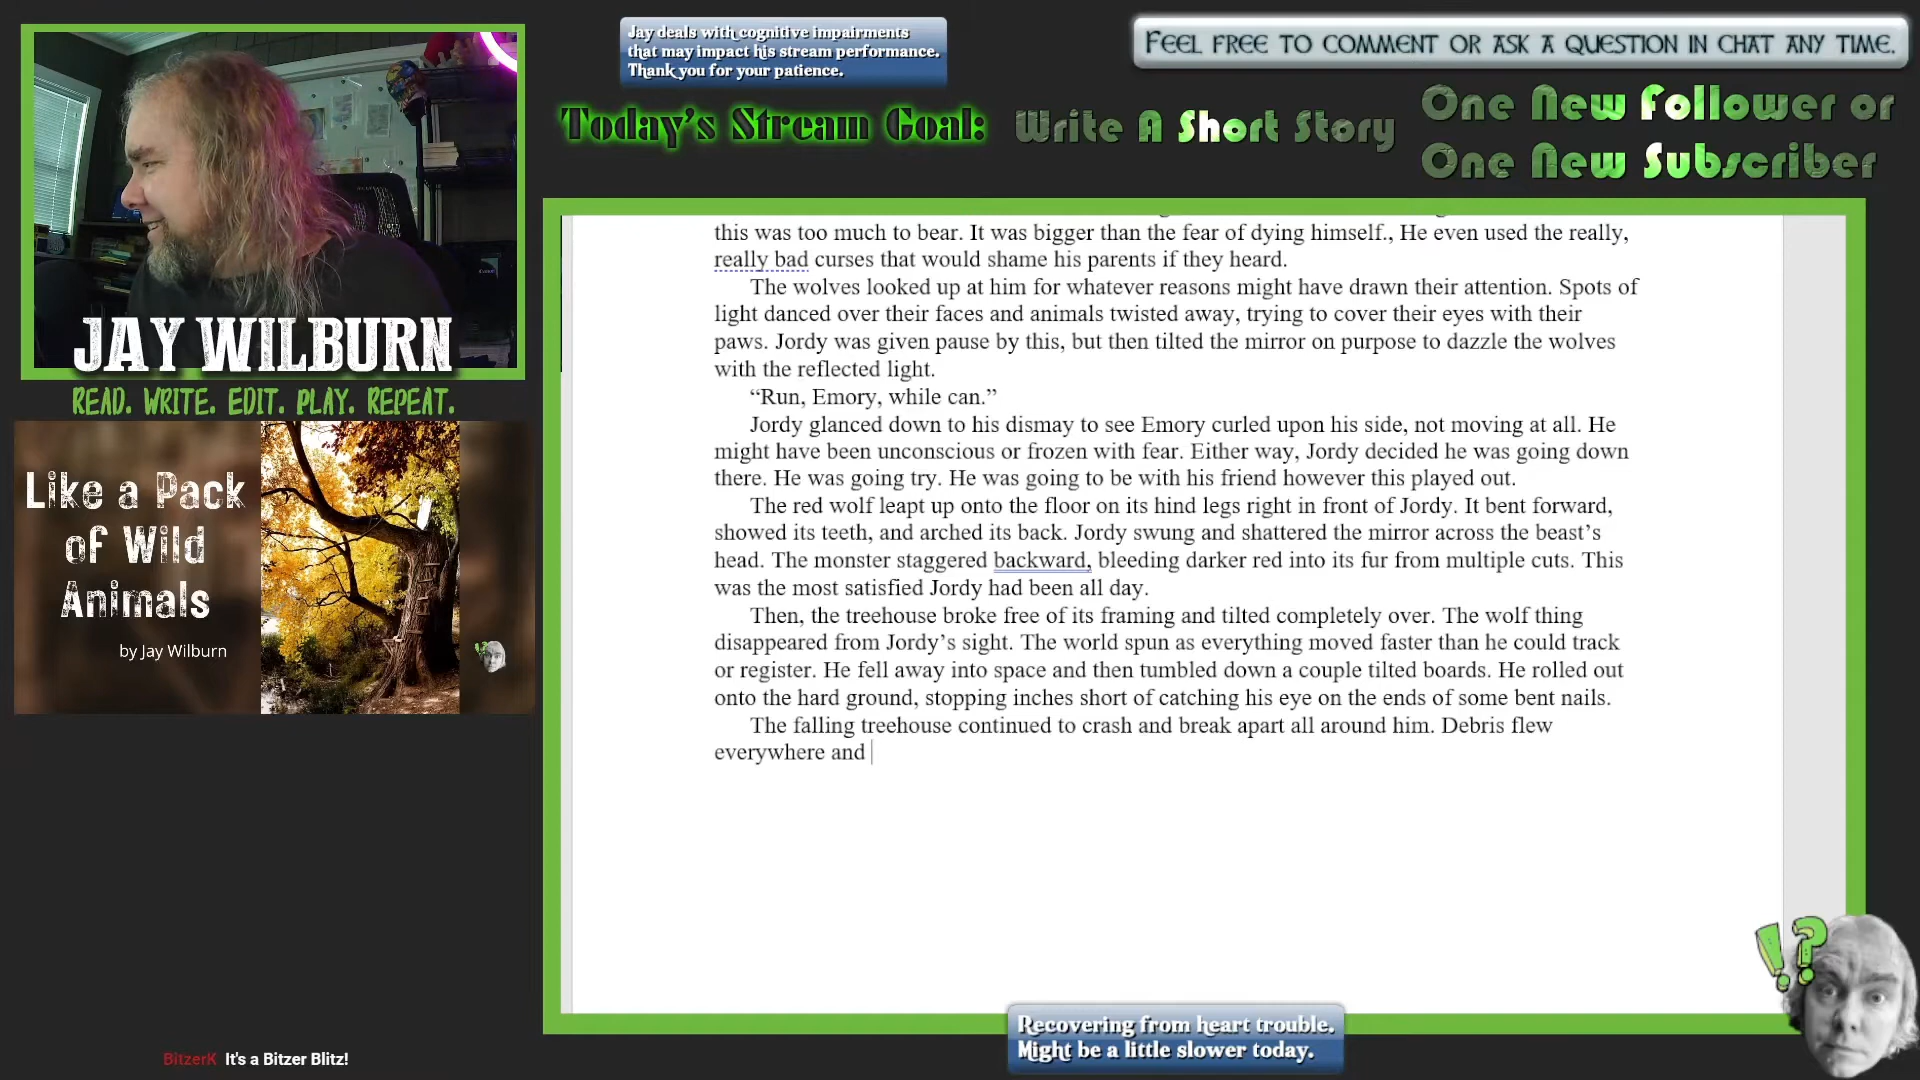 Jay deals with cognitive impairments
that may impact his stream performance.
Thank you for your patience.
FEEL FREE TO COMMENT OR ASK A QUESTION IN CHAT ANY TIME.
Today's Stream Goal:
Write A Short Story
One New Follower or
One New Subscriber
JAY WILBURN
READ. WRITE. EDIT. PLAY. REPEAT.
Like a Pack
of Wild
Animals
by Jay Wilburn
this was too much to bear. It was bigger than the fear of dying himself., He even used the really,
really bad curses that would shame his parents if they heard.
The wolves looked up at him for whatever reasons might have drawn their attention. Spots of
light danced over their faces and animals twisted away, trying to cover their eyes with their
paws. Jordy was given pause by this, but then tilted the mirror on purpose to dazzle the wolves
with the reflected light.
“Run, Emory, while can.”
Jordy glanced down to his dismay to see Emory curled upon his side, not moving at all. He
might have been unconscious or frozen with fear. Either way, Jordy decided he was going down
there. He was going try. He was going to be with his friend however this played out.
The red wolf leapt up onto the floor on its hind legs right in front of Jordy. It bent forward,
showed its teeth, and arched its back. Jordy swung and shattered the mirror across the beast’s
head. The monster staggered backward, bleeding darker red into its fur from multiple cuts. This
was the most satisfied Jordy had been all day.
Then, the treehouse broke free of its framing and tilted completely over. The wolf thing
disappeared from Jordy’s sight. The world spun as everything moved faster than he could track
or register. He fell away into space and then tumbled down a couple tilted boards. He rolled out
onto the hard ground, stopping inches short of catching his eye on the ends of some bent nails.
The falling treehouse continued to crash and break apart all around him. Debris flew
everywhere and
!?
Recovering from heart trouble.
Might be a little slower today.
BitzerK It's a Bitzer Blitz!